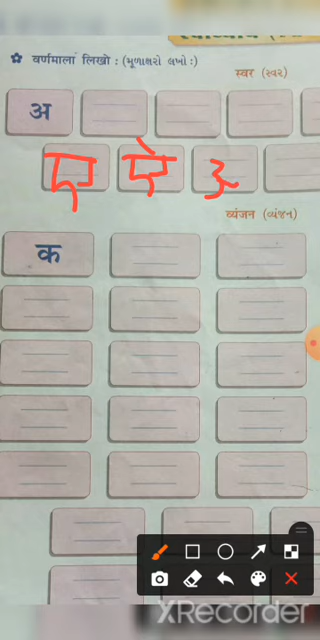 ✿ वर्णमाला लिखो : (મૂળાક્ષરો લખો :)
स्वर (સ્વર)
अ
ए ऐ
व्यंजन (વ્યંજન)
क
XRecorder